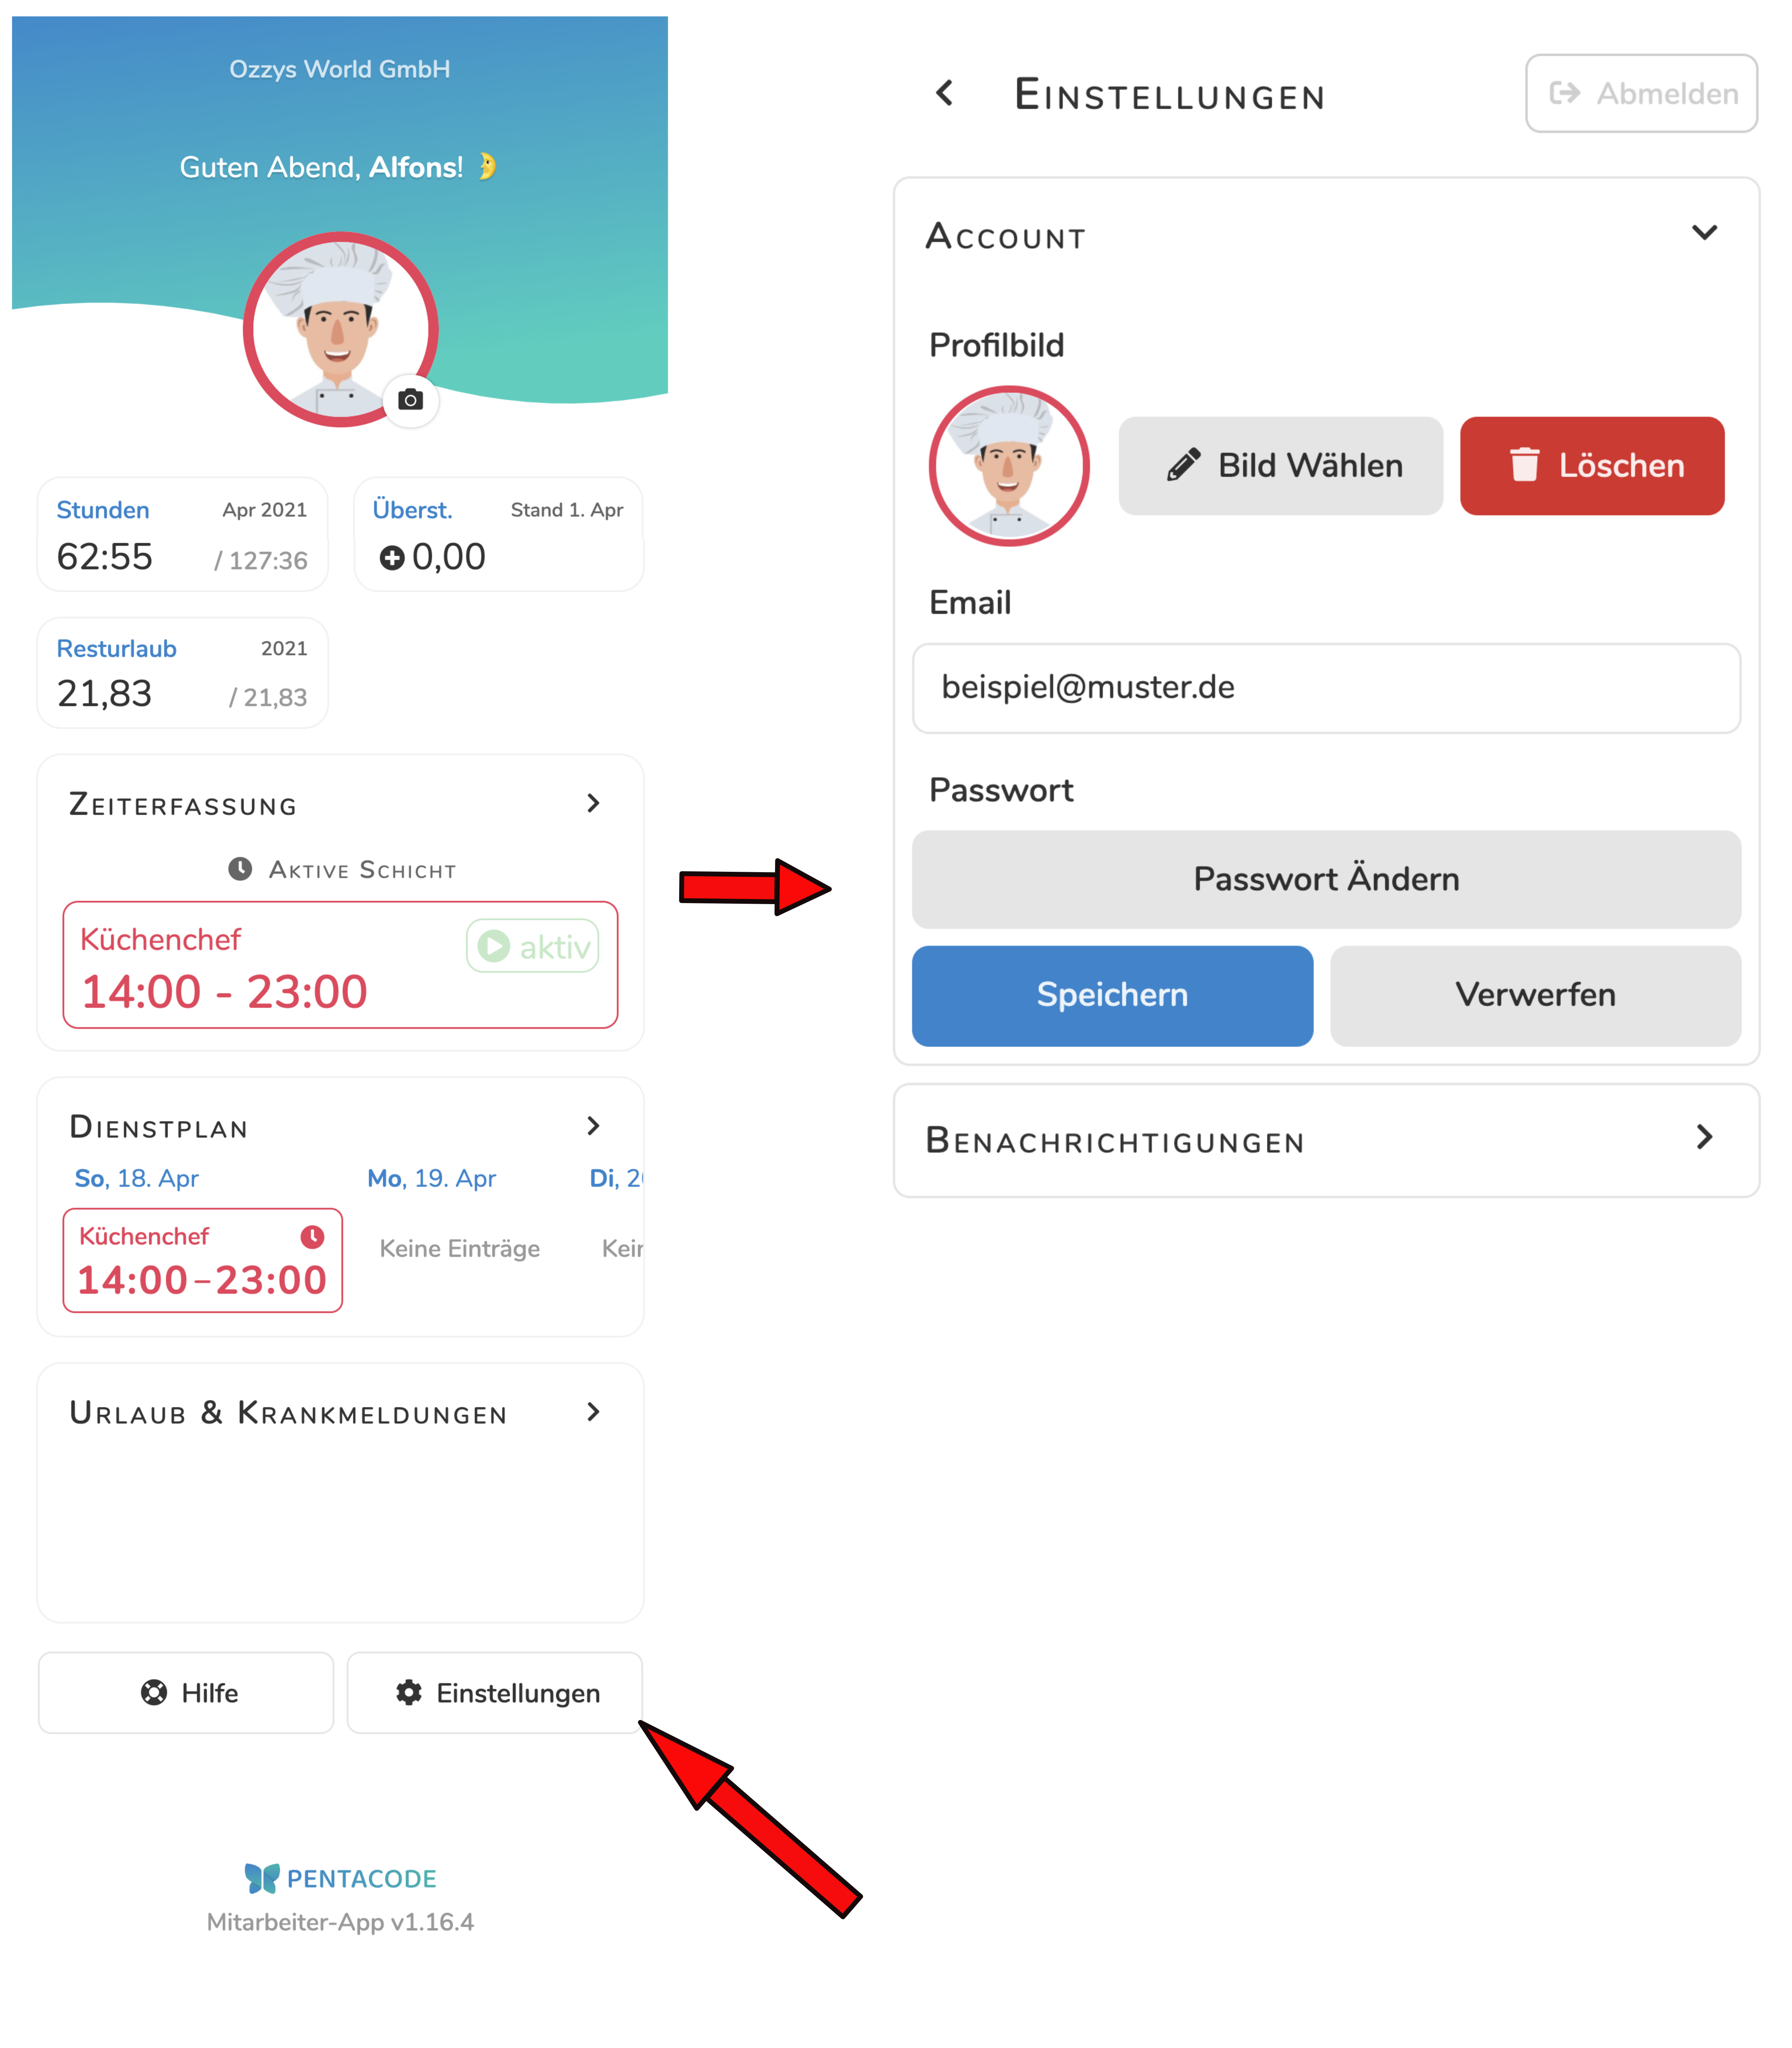 Ozzys World GmbH
Guten Abend, Alfons! 🌛
Stunden Apr 2021
62:55 / 127:36
Überst. Stand 1. Apr
0,00
Resturlaub 2021
21,83 / 21,83
Zeiterfassung
Aktive Schicht
Küchenchef
aktiv
14:00 - 23:00
Dienstplan
So, 18. Apr
Mo, 19. Apr
Di, 2
Küchenchef
14:00–23:00
Keine Einträge
Urlaub & Krankmeldungen
Hilfe
Einstellungen
PENTACODE
Mitarbeiter-App v1.16.4
Einstellungen
Abmelden
Account
Profilbild
Bild Wählen
Löschen
Email
beispiel@muster.de
Passwort
Passwort Ändern
Speichern
Verwerfen
Benachrichtigungen